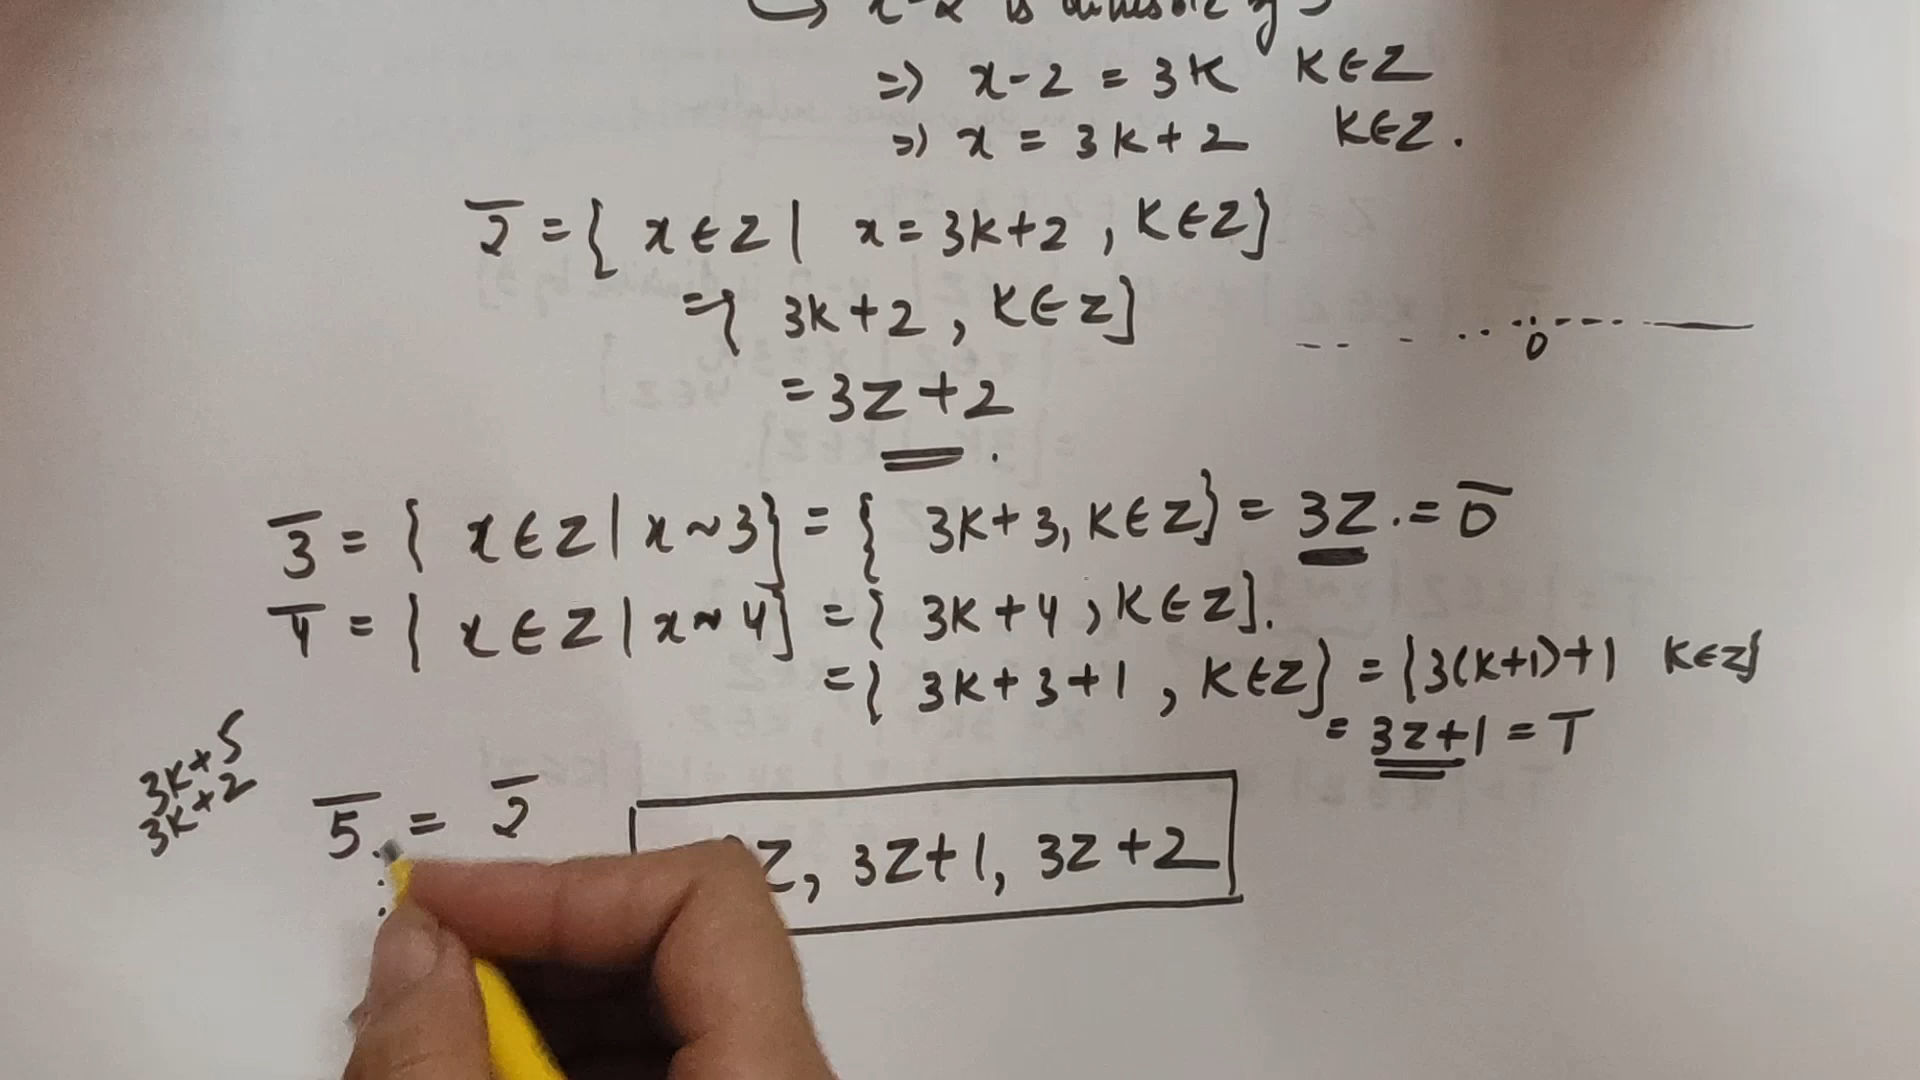 is
=> x-2 = 3K K∈Z
=> x = 3K+2 K∈Z.
2̅ = { x∈Z | x=3K+2, K∈Z}
={ 3K+2, K∈Z}
= 3Z+2
3̅ = { x∈Z | x~3} = { 3K+3, K∈Z} = 3Z. = 0̅
4̅ = { x∈Z | x~4} = { 3K+4, K∈Z}.
= { 3K+3+1, K∈Z} = {3(K+1)+1 K∈Z}
= 3Z+1 = 1̅
3K+5
3K+2
5̅. = 2̅
Z, 3Z+1, 3Z+2
0